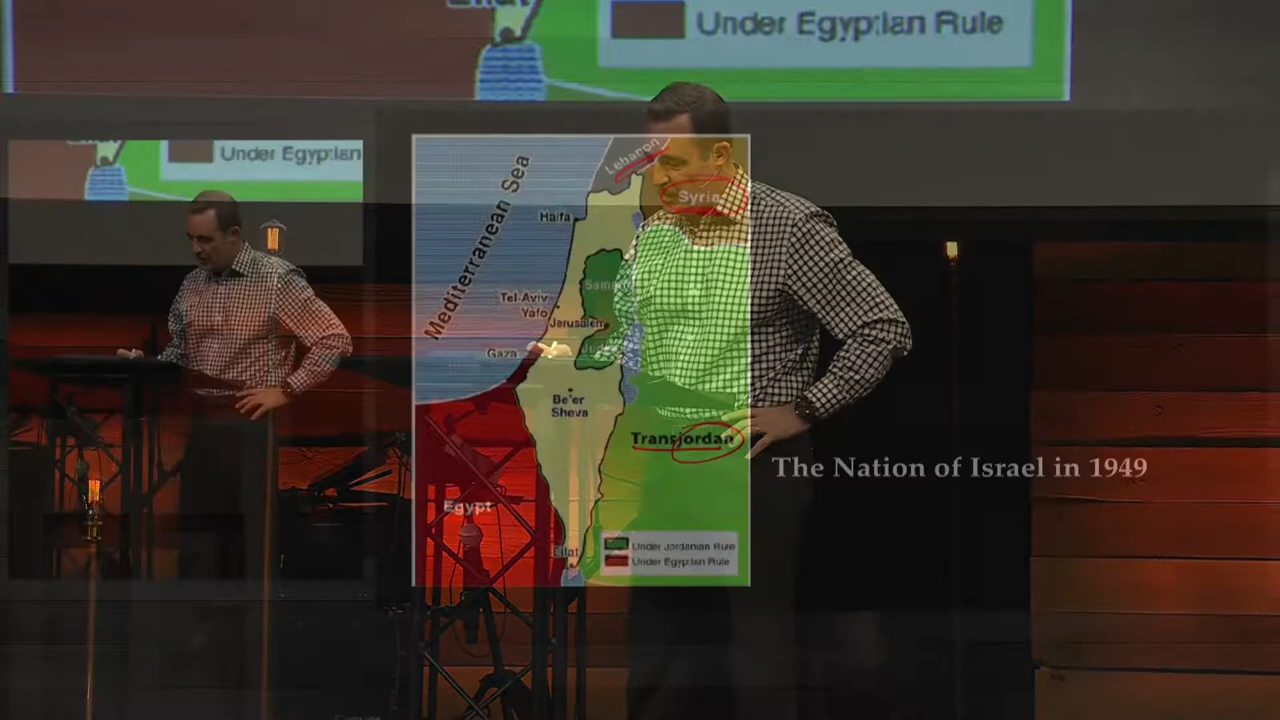 Eilat
Under Egyptian Rule
Under Egyptian
Lebanon
Syria
Mediterranean Sea
Haifa
Tel-Aviv
Yafo
Jerusalem
Gaza
Be'er
Sheva
Transjordan
The Nation of Israel in 1949
Egypt
Eilat
Under Jordanian Rule
Under Egyptian Rule